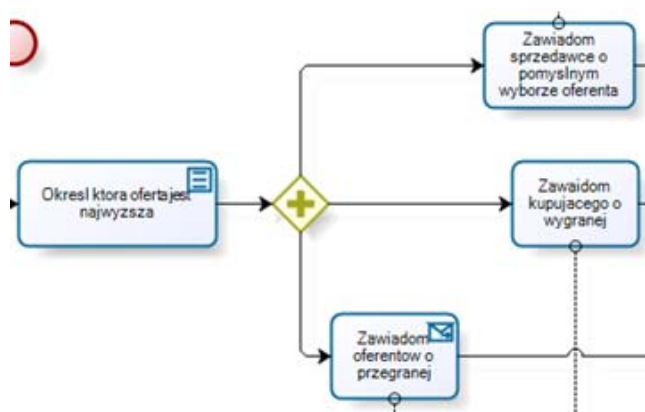 Zawiadom
sprzedawce o
pomyslnym
wyborze oferenta
Okresl ktora oferta jest
najwyzsza
Zawaidom
kupujacego o
wygranej
Zawiadom
oferentow o
przegranej